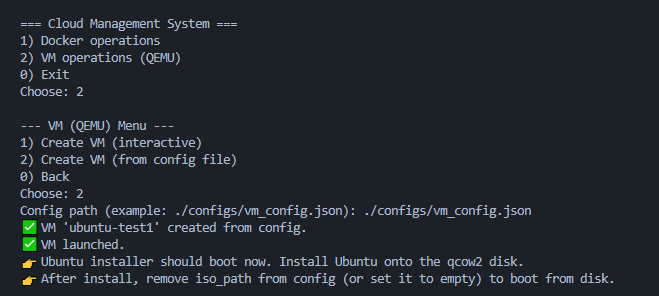 === Cloud Management System ===
1) Docker operations
2) VM operations (QEMU)
0) Exit
Choose: 2

--- VM (QEMU) Menu ---
1) Create VM (interactive)
2) Create VM (from config file)
0) Back
Choose: 2
Config path (example: ./configs/vm_config.json): ./configs/vm_config.json
✅ VM 'ubuntu-test1' created from config.
✅ VM launched.
👉 Ubuntu installer should boot now. Install Ubuntu onto the qcow2 disk.
👉 After install, remove iso_path from config (or set it to empty) to boot from disk.